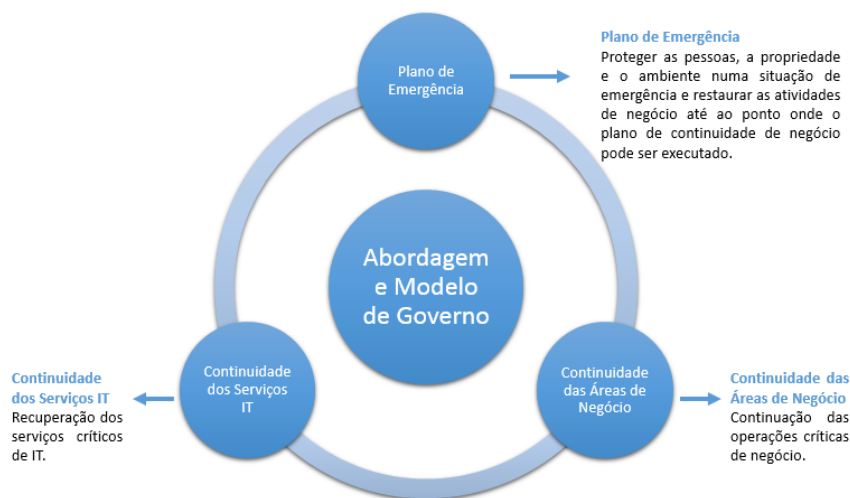 Plano de
Emergência
Plano de Emergência
Proteger as pessoas, a propriedade
e o ambiente numa situação de
emergência e restaurar as atividades
de negócio até ao ponto onde o
plano de continuidade de negócio
pode ser executado.
Abordagem
e Modelo
de Governo
Continuidade
dos Serviços IT
Recuperação dos
serviços críticos
de IT.
Continuidade
dos Serviços
IT
Continuidade
das Áreas de
Negócio
Continuidade das
Áreas de Negócio
Continuação das
operações críticas
de negócio.